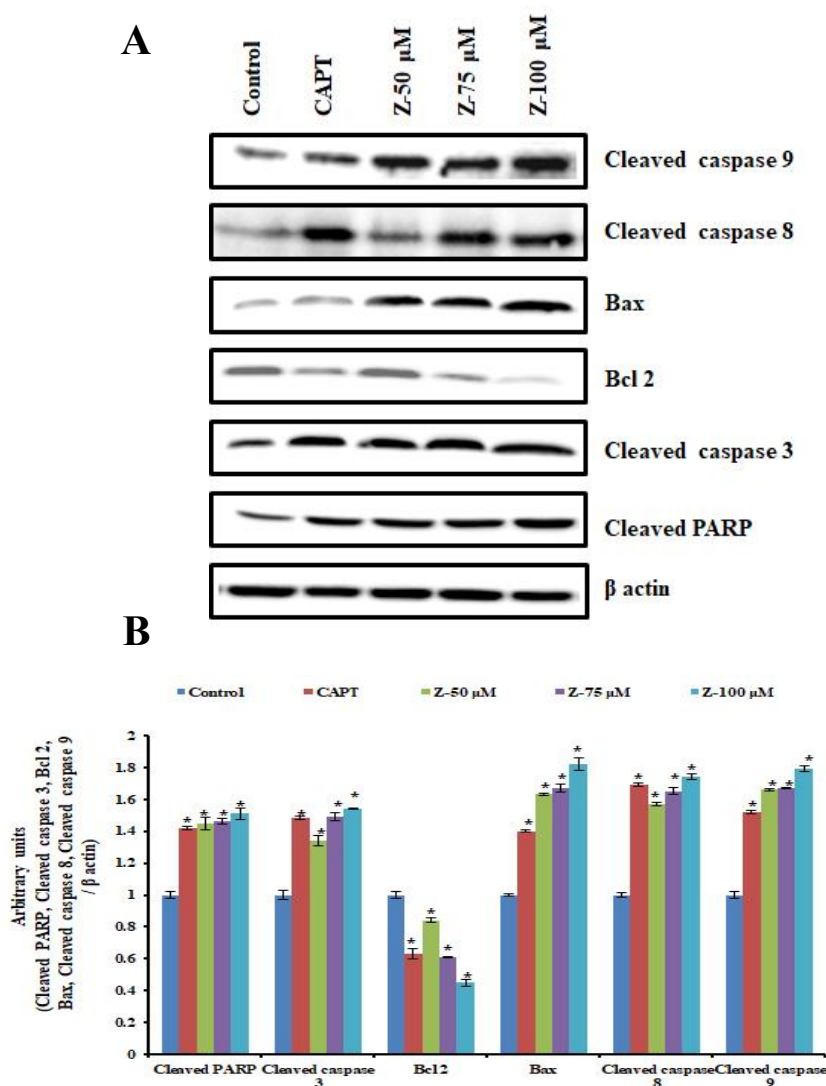 A
Control
CAPT
Z-50 µM
Z-75 µM
Z-100 µM
Cleaved caspase 9
Cleaved caspase 8
Bax
Bcl 2
Cleaved caspase 3
Cleaved PARP
β actin
B
Control
CAPT
Z-50 µM
Z-75 µM
Z-100 µM
Arbitrary units
(Cleaved PARP, Cleaved caspase 3, Bcl 2,
Bax, Cleaved caspase 8, Cleaved caspase 9
/ β actin)
2
1.8
1.6
1.4
1.2
1
0.8
0.6
0.4
0.2
0
* * * *
* * * *
* * * *
* * * *
* * * *
* * * *
Cleaved PARP
Cleaved caspase
3
Bcl2
Bax
Cleaved caspase
8
Cleaved caspase
9